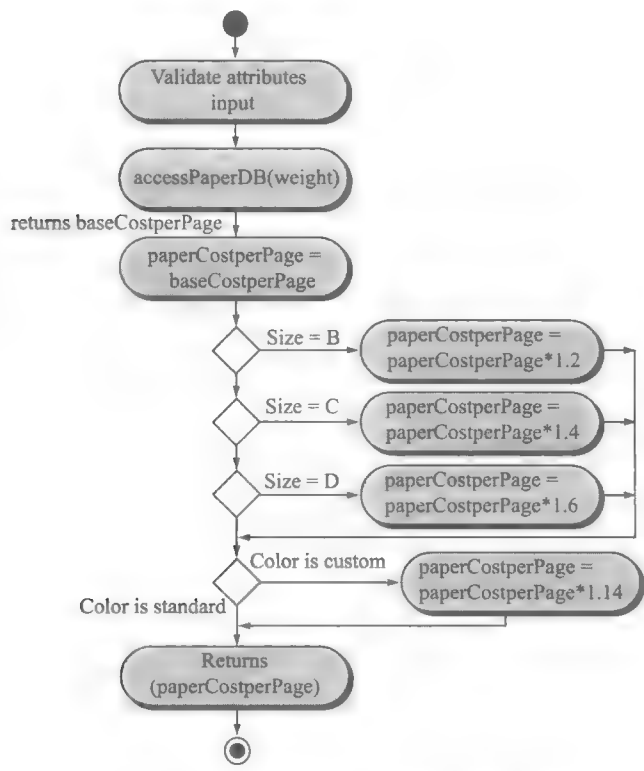 Validate attributes
input
accessPaperDB(weight)
returns baseCostperPage
paperCostperPage =
baseCostperPage
Size = B
paperCostperPage =
paperCostperPage*1.2
Size = C
paperCostperPage =
paperCostperPage*1.4
Size = D
paperCostperPage =
paperCostperPage*1.6
Color is custom
paperCostperPage =
paperCostperPage*1.14
Color is standard
Returns
(paperCostperPage)